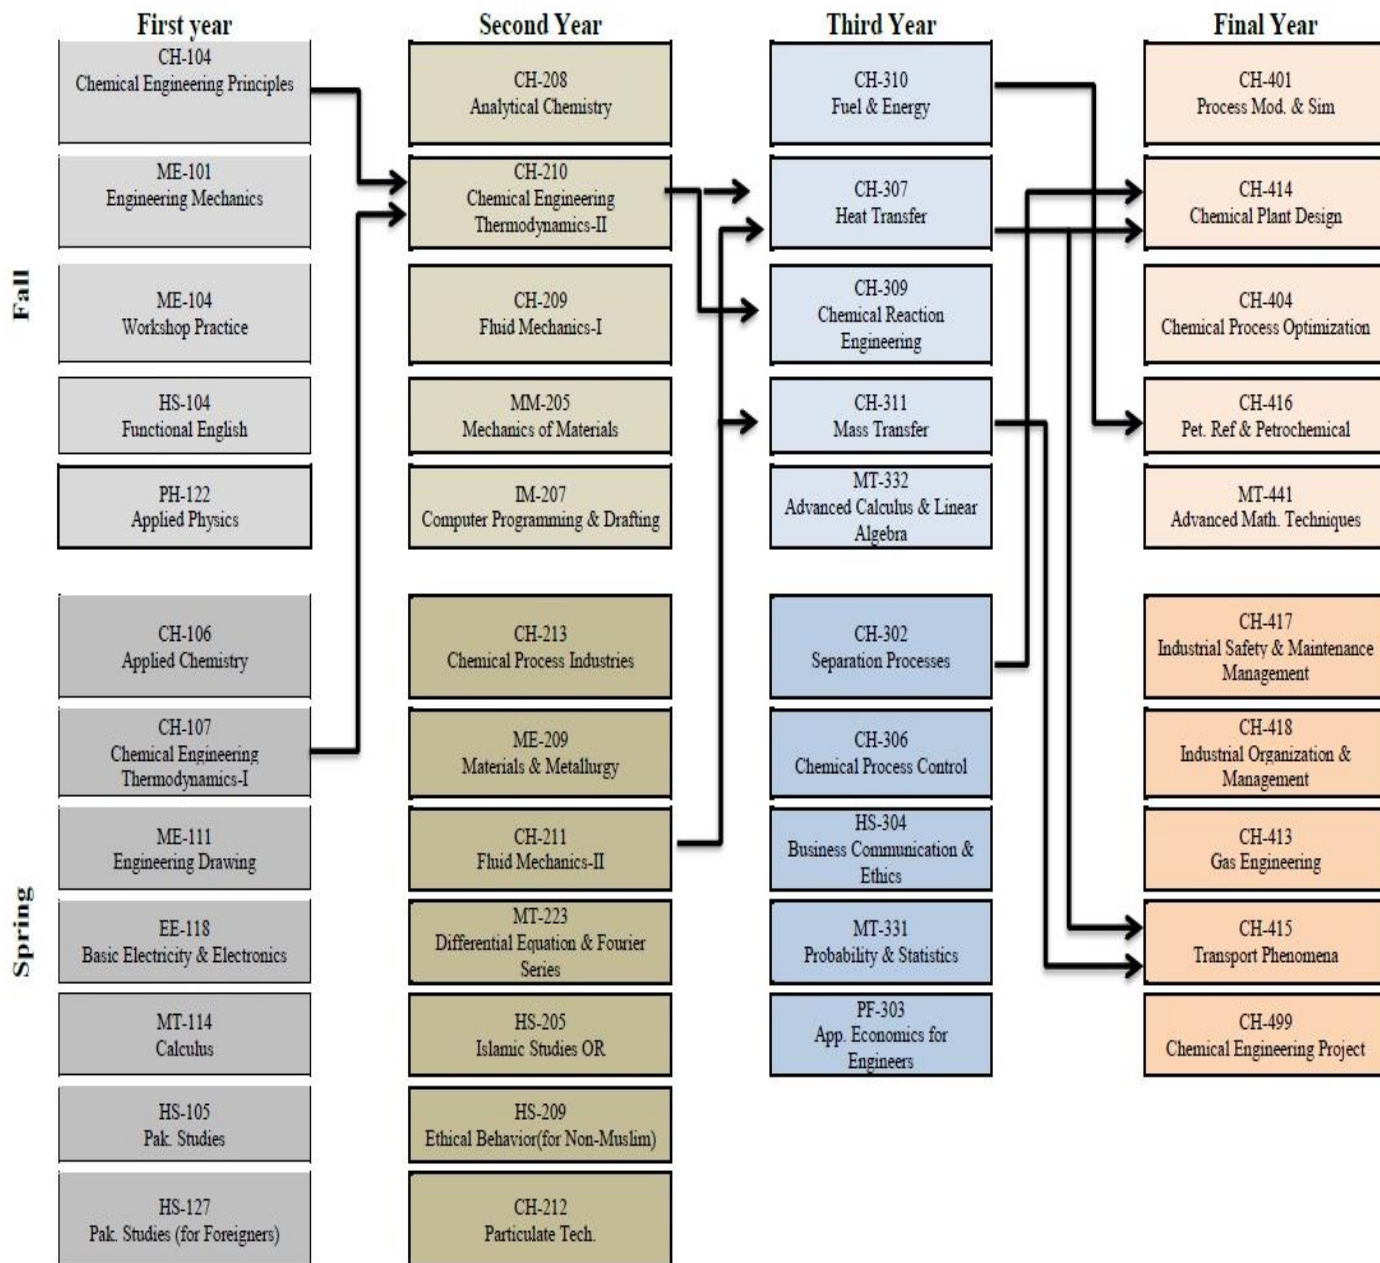 First year
Second Year
Third Year
Final Year
Fall
CH-104
Chemical Engineering Principles
ME-101
Engineering Mechanics
ME-104
Workshop Practice
HS-104
Functional English
PH-122
Applied Physics
CH-208
Analytical Chemistry
CH-210
Chemical Engineering
Thermodynamics-II
CH-209
Fluid Mechanics-I
MM-205
Mechanics of Materials
IM-207
Computer Programming & Drafting
CH-310
Fuel & Energy
CH-307
Heat Transfer
CH-309
Chemical Reaction
Engineering
CH-311
Mass Transfer
MT-332
Advanced Calculus & Linear
Algebra
CH-401
Process Mod. & Sim
CH-414
Chemical Plant Design
CH-404
Chemical Process Optimization
CH-416
Pet. Ref & Petrochemical
MT-441
Advanced Math. Techniques
Spring
CH-106
Applied Chemistry
CH-107
Chemical Engineering
Thermodynamics-I
ME-111
Engineering Drawing
EE-118
Basic Electricity & Electronics
MT-114
Calculus
HS-105
Pak. Studies
HS-127
Pak. Studies (for Foreigners)
CH-213
Chemical Process Industries
ME-209
Materials & Metallurgy
CH-211
Fluid Mechanics-II
MT-223
Differential Equation & Fourier
Series
HS-205
Islamic Studies OR
HS-209
Ethical Behavior(for Non-Muslim)
CH-212
Particulate Tech.
CH-302
Separation Processes
CH-306
Chemical Process Control
HS-304
Business Communication &
Ethics
MT-331
Probability & Statistics
PF-303
App. Economics for
Engineers
CH-417
Industrial Safety & Maintenance
Management
CH-418
Industrial Organization &
Management
CH-413
Gas Engineering
CH-415
Transport Phenomena
CH-499
Chemical Engineering Project